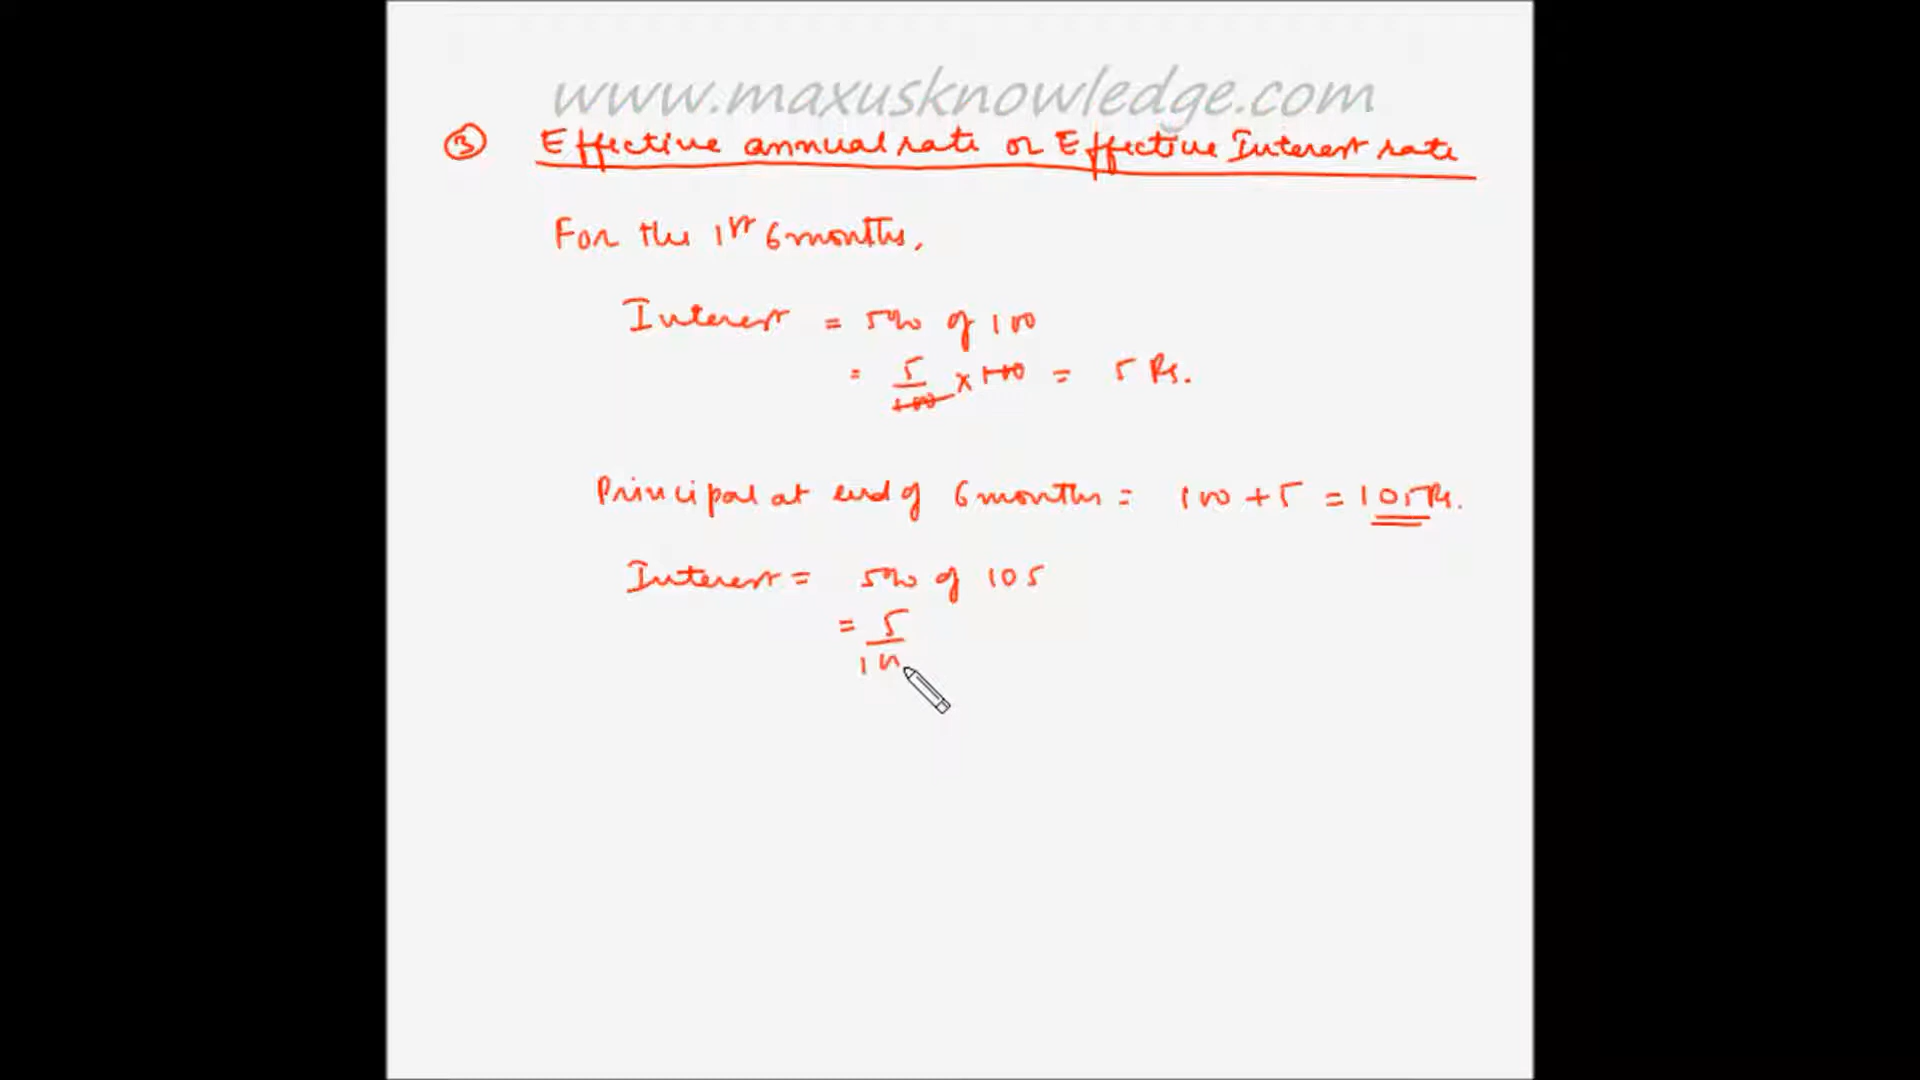 www.maxusknowledge.com
③ Effective annual rate or Effective Interest rate
For the 1st 6 months,
Interest = 5% of 100
= 5/100 × 100 = 5 Rs.
Principal at end of 6 months = 100 + 5 = 105 Rs.
Interest = 5% of 105
= 5/10